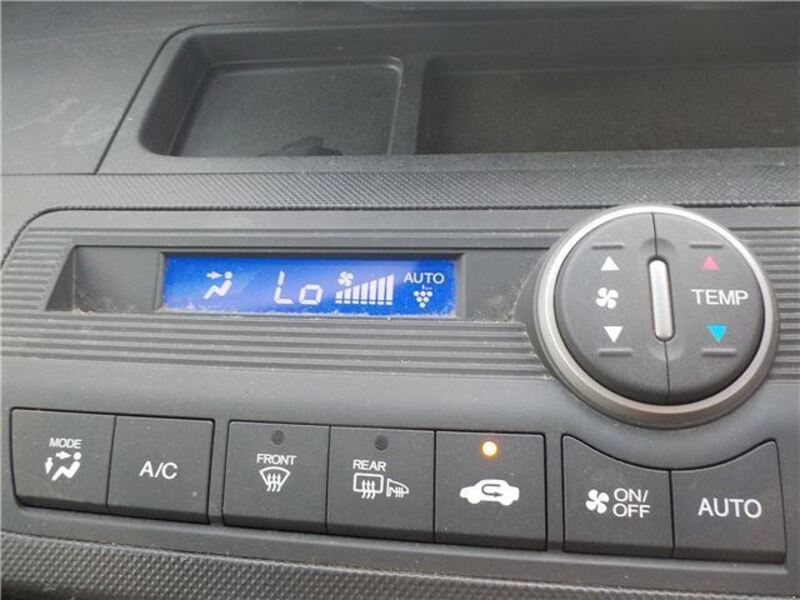 Lo AUTO
TEMP
MODE
A/C
FRONT
REAR
ON/
OFF
AUTO